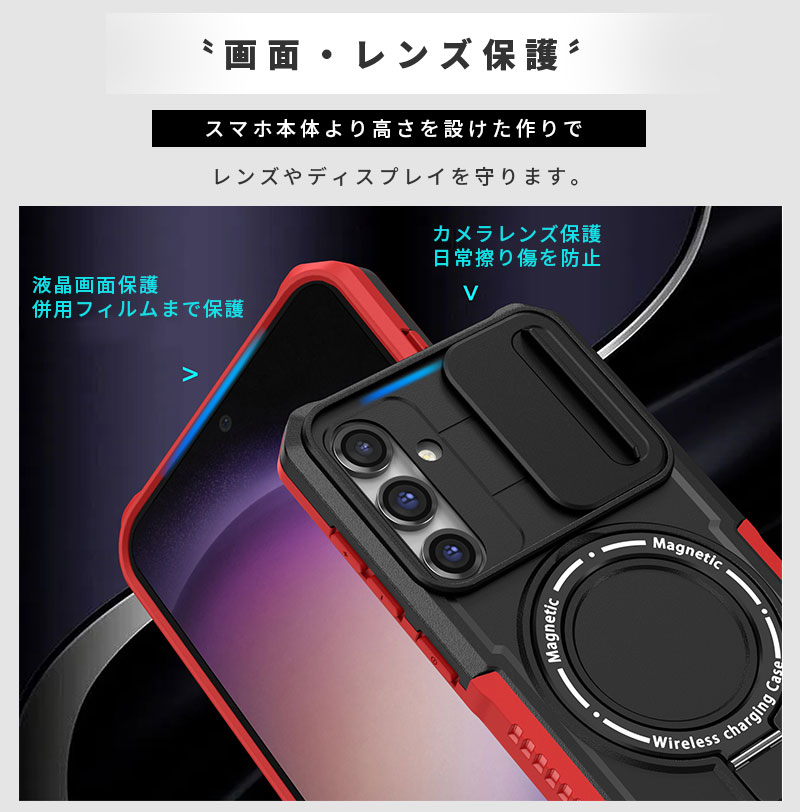 〝画面・レンズ保護〞
スマホ本体より高さを設けた作りで
レンズやディスプレイを守ります。
カメラレンズ保護
日常擦り傷を防止
液晶画面保護
併用フィルムまで保護
Magnetic
Magnetic
Wireless charging Case